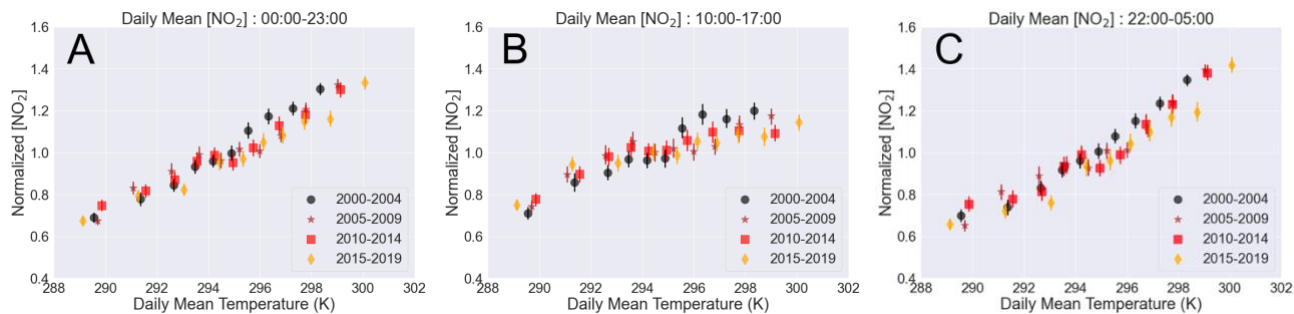 Daily Mean [NO₂] : 00:00-23:00
A
Normalized [NO₂]
1.6
1.4
1.2
1.0
0.8
0.6
0.4
2000-2004
2005-2009
2010-2014
2015-2019
288 290 292 294 296 298 300 302
Daily Mean Temperature (K)
Daily Mean [NO₂] : 10:00-17:00
B
Normalized [NO₂]
1.6
1.4
1.2
1.0
0.8
0.6
0.4
2000-2004
2005-2009
2010-2014
2015-2019
288 290 292 294 296 298 300 302
Daily Mean Temperature (K)
Daily Mean [NO₂] : 22:00-05:00
C
Normalized [NO₂]
1.6
1.4
1.2
1.0
0.8
0.6
0.4
2000-2004
2005-2009
2010-2014
2015-2019
288 290 292 294 296 298 300 302
Daily Mean Temperature (K)